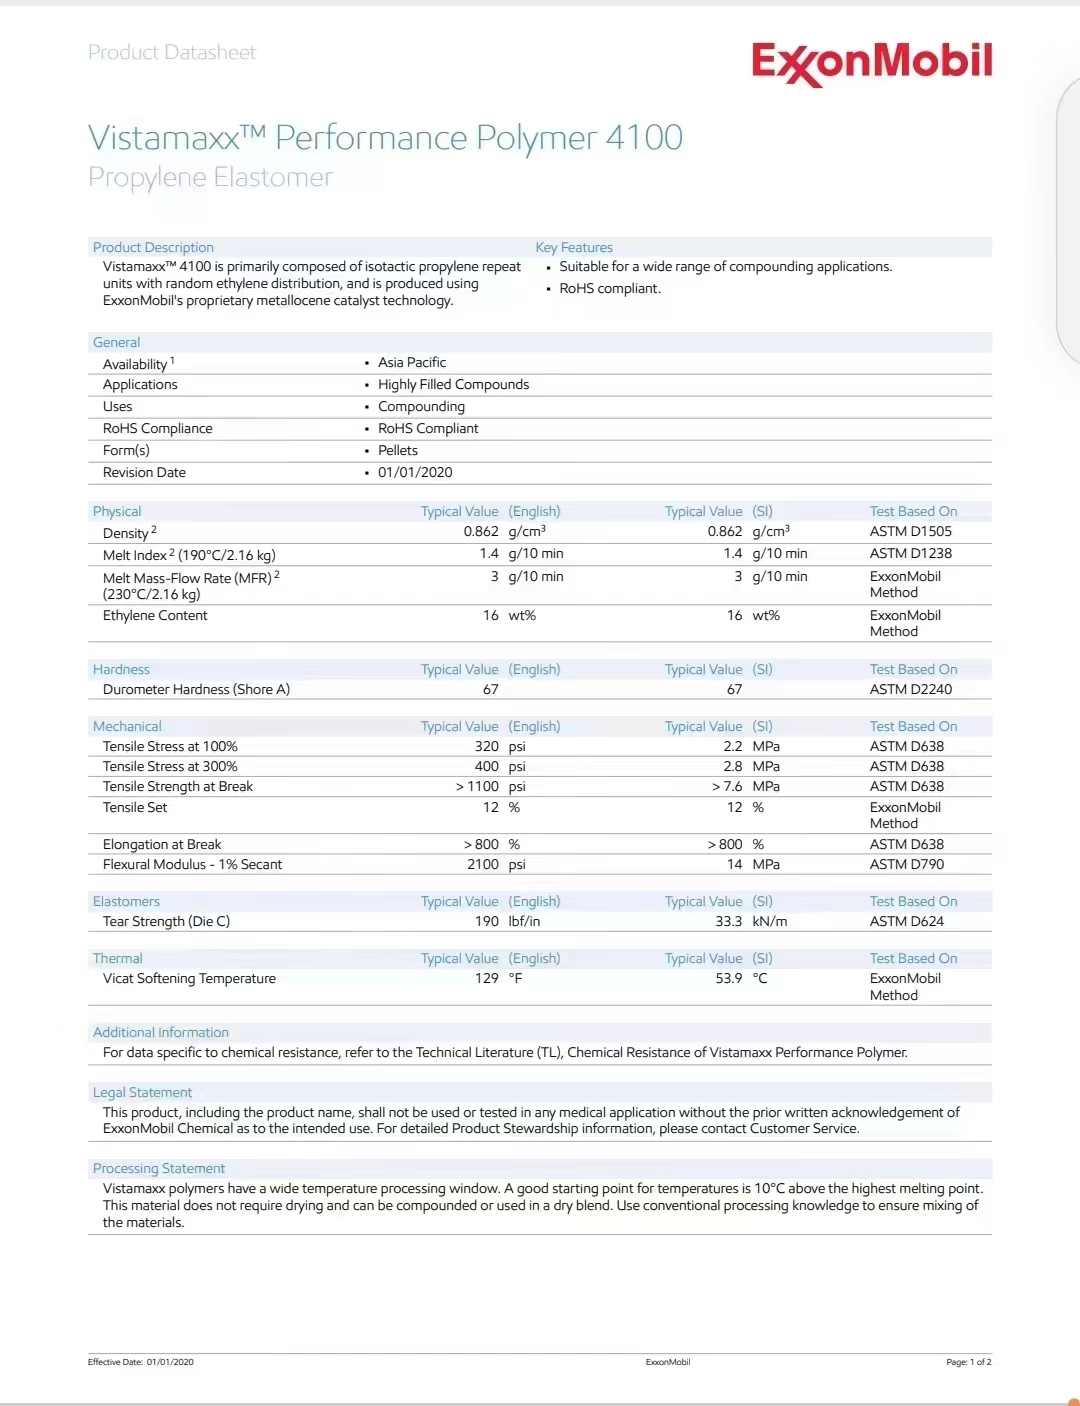 Product Datasheet
ExxonMobil
Vistamaxx™ Performance Polymer 4100
Propylene Elastomer
Product Description Key Features
Vistamaxx™ 4100 is primarily composed of isotactic propylene repeat
units with random ethylene distribution, and is produced using
ExxonMobil's proprietary metallocene catalyst technology.
▪ Suitable for a wide range of compounding applications.
▪ RoHS compliant.
General
Availability ¹ ▪ Asia Pacific
Applications ▪ Highly Filled Compounds
Uses ▪ Compounding
RoHS Compliance ▪ RoHS Compliant
Form(s) ▪ Pellets
Revision Date ▪ 01/01/2020
Physical Typical Value (English) Typical Value (SI) Test Based On
Density ² 0.862 g/cm³ 0.862 g/cm³ ASTM D1505
Melt Index ² (190°C/2.16 kg) 1.4 g/10 min 1.4 g/10 min ASTM D1238
Melt Mass-Flow Rate (MFR) ² 3 g/10 min 3 g/10 min ExxonMobil
(230°C/2.16 kg) Method
Ethylene Content 16 wt% 16 wt% ExxonMobil
Method
Hardness Typical Value (English) Typical Value (SI) Test Based On
Durometer Hardness (Shore A) 67 67 ASTM D2240
Mechanical Typical Value (English) Typical Value (SI) Test Based On
Tensile Stress at 100% 320 psi 2.2 MPa ASTM D638
Tensile Stress at 300% 400 psi 2.8 MPa ASTM D638
Tensile Strength at Break > 1100 psi > 7.6 MPa ASTM D638
Tensile Set 12 % 12 % ExxonMobil
Method
Elongation at Break > 800 % > 800 % ASTM D638
Flexural Modulus - 1% Secant 2100 psi 14 MPa ASTM D790
Elastomers Typical Value (English) Typical Value (SI) Test Based On
Tear Strength (Die C) 190 lbf/in 33.3 kN/m ASTM D624
Thermal Typical Value (English) Typical Value (SI) Test Based On
Vicat Softening Temperature 129 °F 53.9 °C ExxonMobil
Method
Additional Information
For data specific to chemical resistance, refer to the Technical Literature (TL), Chemical Resistance of Vistamaxx Performance Polymer.
Legal Statement
This product, including the product name, shall not be used or tested in any medical application without the prior written acknowledgement of
ExxonMobil Chemical as to the intended use. For detailed Product Stewardship information, please contact Customer Service.
Processing Statement
Vistamaxx polymers have a wide temperature processing window. A good starting point for temperatures is 10°C above the highest melting point.
This material does not require drying and can be compounded or used in a dry blend. Use conventional processing knowledge to ensure mixing of
the materials.
Effective Date: 01/01/2020 ExxonMobil Page: 1 of 2